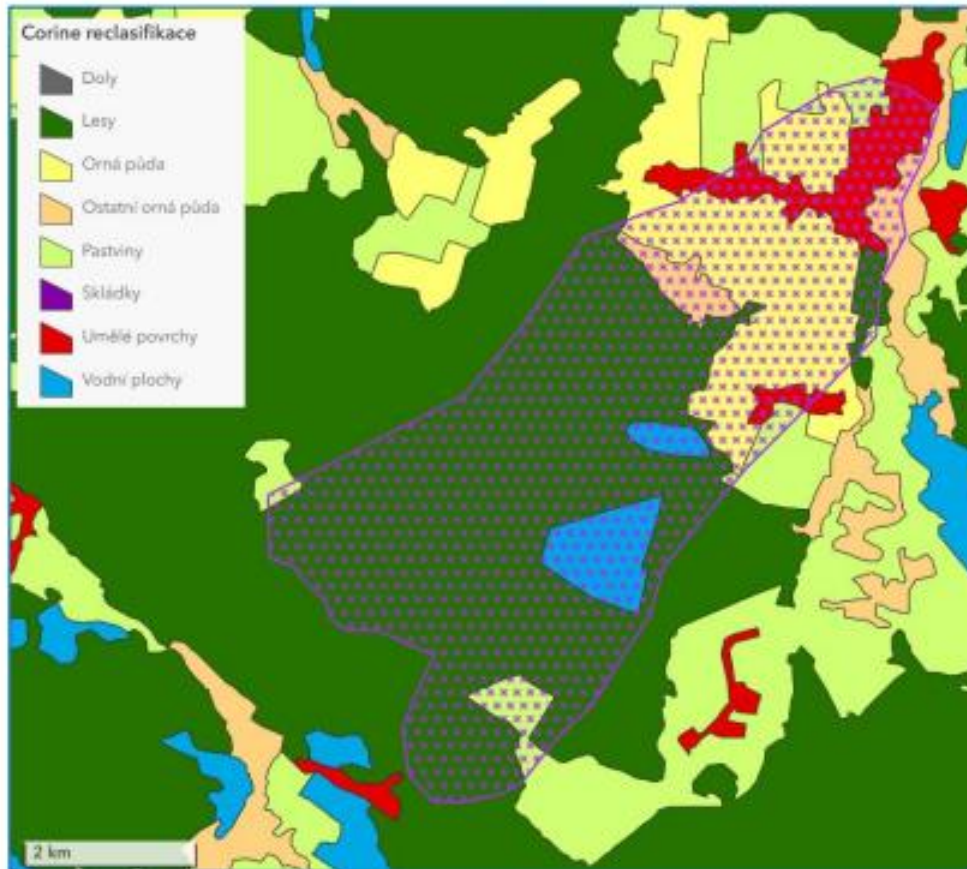 Corine reclasifikace
Doly
Lesy
Orná půda
Ostatní orná půda
Pastviny
Skládky
Umělé povrchy
Vodní plochy
2 km